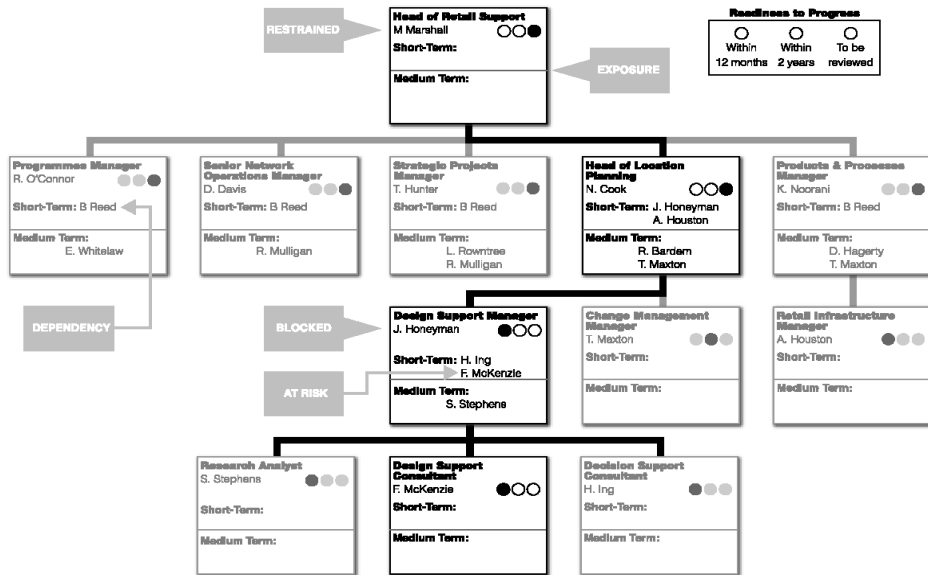 RESTRAINED
Head of Retail Support
M Marshall
Short-Term:
Medium Term:
EXPOSURE
Readiness to Progress
Within 12 months
Within 2 years
To be reviewed
Programmes Manager
R. O'Connor
Short-Term: B Reed
Medium Term:
E. Whitelaw
Senior Network
Operations Manager
D. Davis
Short-Term: B Reed
Medium Term:
R. Mulligan
Strategic Projects
Manager
T. Hunter
Short-Term: B Reed
Medium Term:
L. Rowntree
R. Mulligan
Head of Location
Planning
N. Cook
Short-Term: J. Honeyman
A. Houston
Medium Term:
R. Bardem
T. Maxton
Products & Processes
Manager
K. Noorani
Short-Term: B Reed
Medium Term:
D. Hagerty
T. Maxton
DEPENDENCY
BLOCKED
AT RISK
Design Support Manager
J. Honeyman
Short-Term: H. Ing
F. McKenzie
Medium Term:
S. Stephens
Change Management
Manager
T. Maxton
Short-Term:
Medium Term:
Retail Infrastructure
Manager
A. Houston
Short-Term:
Medium Term:
Research Analyst
S. Stephens
Short-Term:
Medium Term:
Design Support
Consultant
F. McKenzie
Short-Term:
Medium Term:
Decision Support
Consultant
H. Ing
Short-Term:
Medium Term: